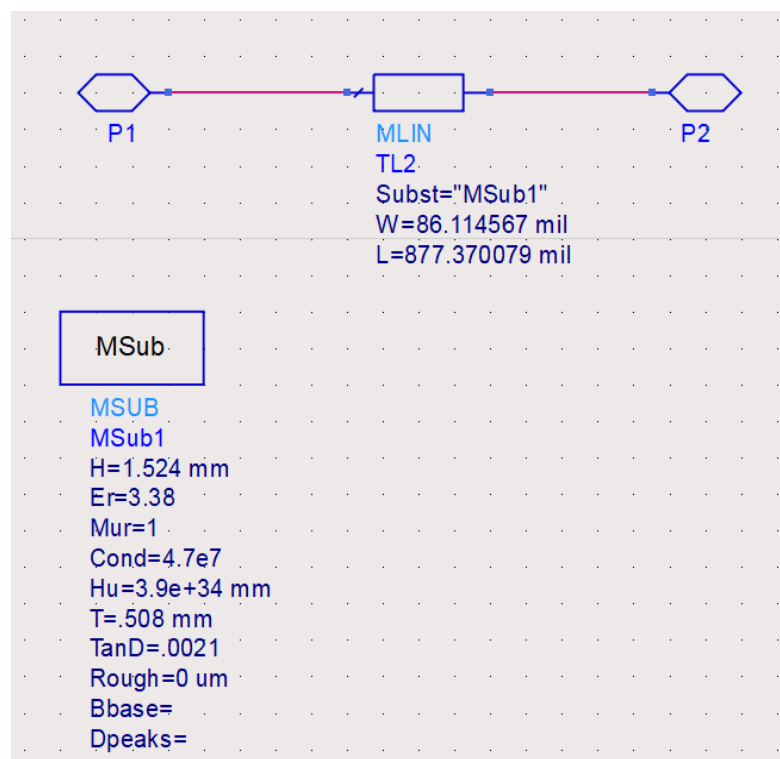 P1
MLIN
P2
TL2
Subst="MSub1"
W=86.114567 mil
L=877.370079 mil
MSub
MSUB
MSub1
H=1.524 mm
Er=3.38
Mur=1
Cond=4.7e7
Hu=3.9e+34 mm
T=.508 mm
TanD=.0021
Rough=0 um
Bbase=
Dpeaks=